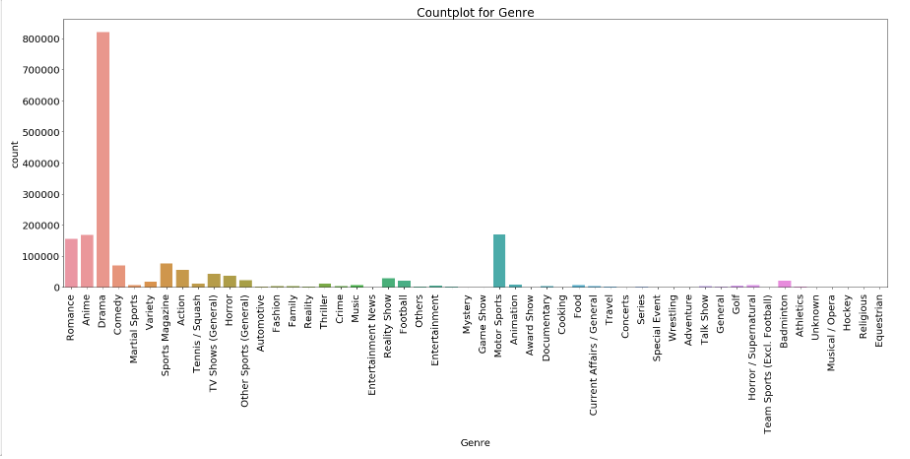 Countplot for Genre
800000
700000
600000
500000
400000
300000
200000
100000
0
count
Romance
Anime
Drama
Comedy
Martial Sports
Variety
Sports Magazine
Action
Tennis / Squash
TV Shows (General)
Horror
Other Sports (General)
Automotive
Fashion
Family
Reality
Thriller
Crime
Music
Entertainment News
Reality Show
Football
Others
Entertainment
Mystery
Game Show
Motor Sports
Animation
Award Show
Documentary
Cooking
Food
Current Affairs / General
Travel
Concerts
Series
Special Event
Wrestling
Adventure
Talk Show
General
Golf
Horror / Supernatural
Team Sports (Excl. Football)
Badminton
Athletics
Unknown
Musical / Opera
Hockey
Religious
Equestrian
Genre